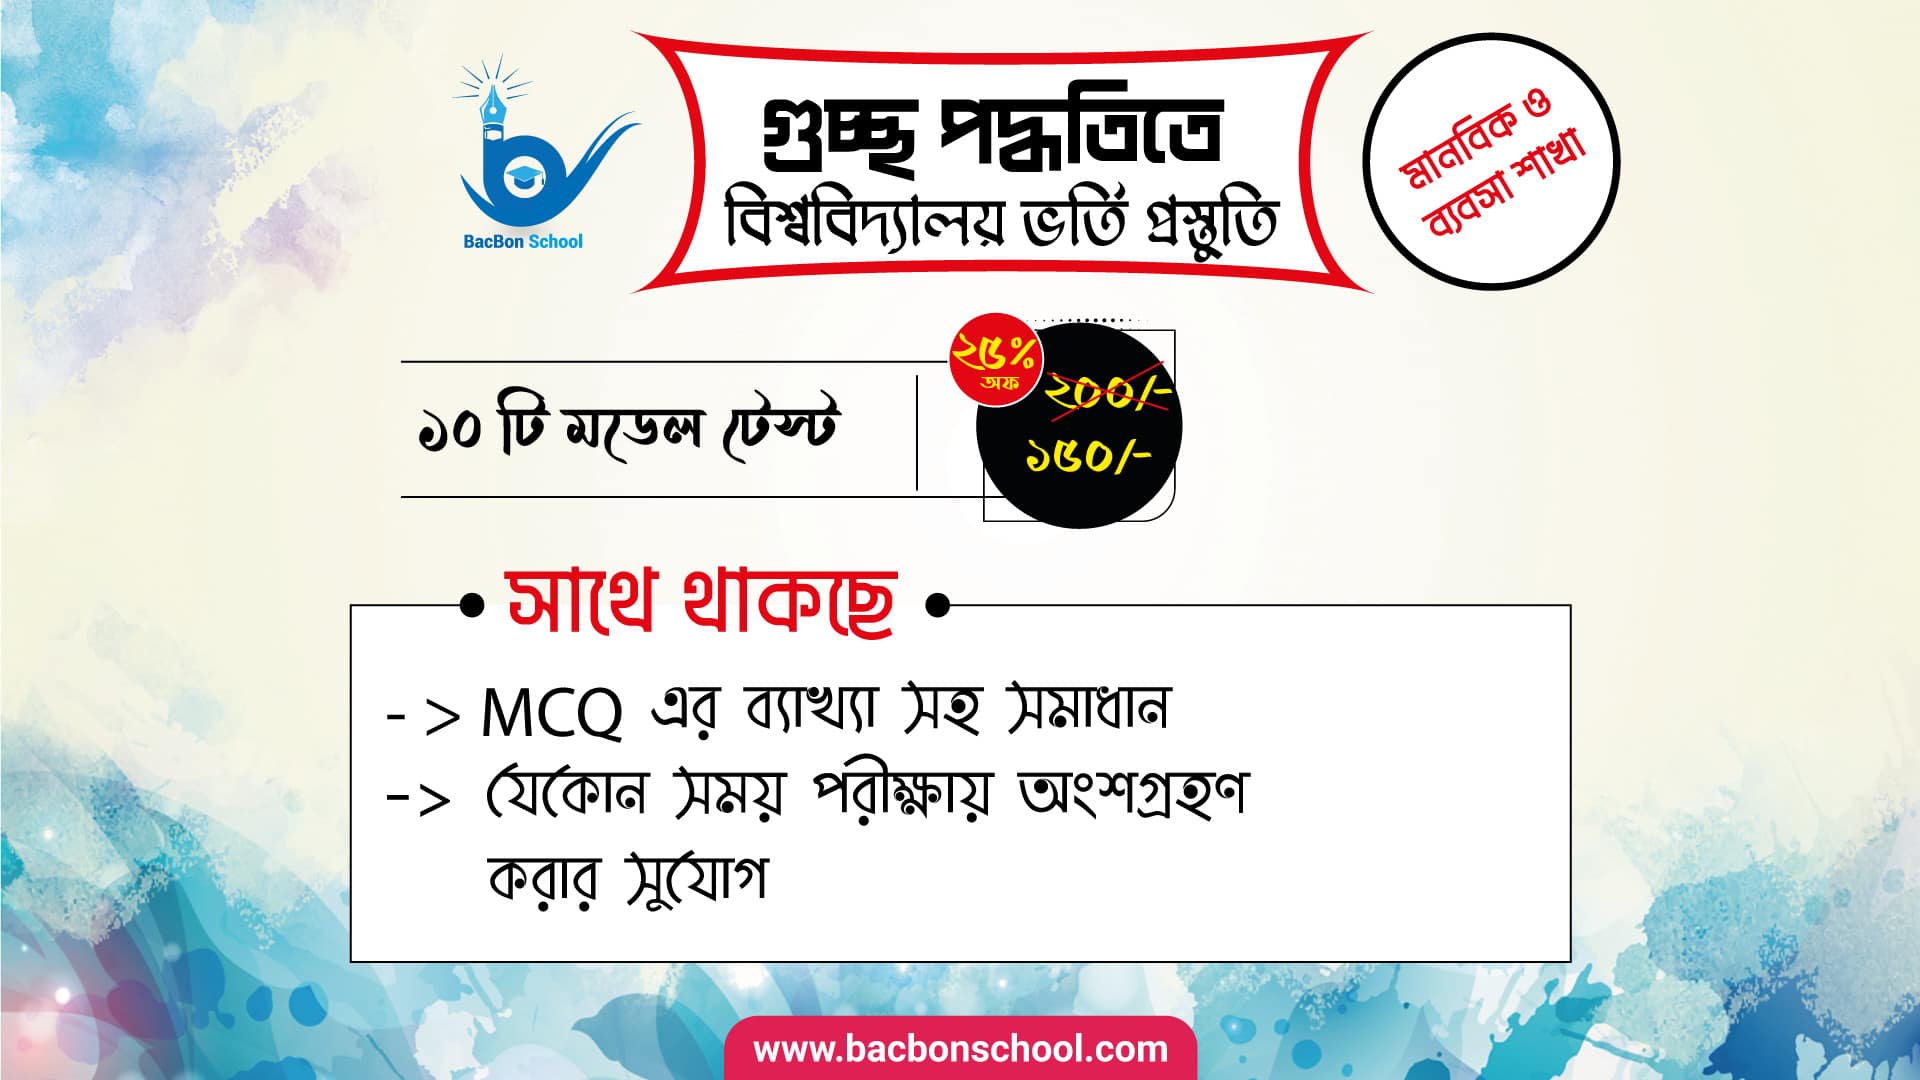 BacBon School
গুচ্ছ পদ্ধতিতে
বিশ্ববিদ্যালয় ভর্তি প্রস্তুতি
মানবিক ও
ব্যবসা শাখা
১০ টি মডেল টেস্ট
২৫%
অফ
২০০/-
১৫০/-
সাথে থাকছে
- > MCQ এর ব্যাখ্যা সহ সমাধান
-> যেকোন সময় পরীক্ষায় অংশগ্রহণ
করার সুযোগ
www.bacbonschool.com